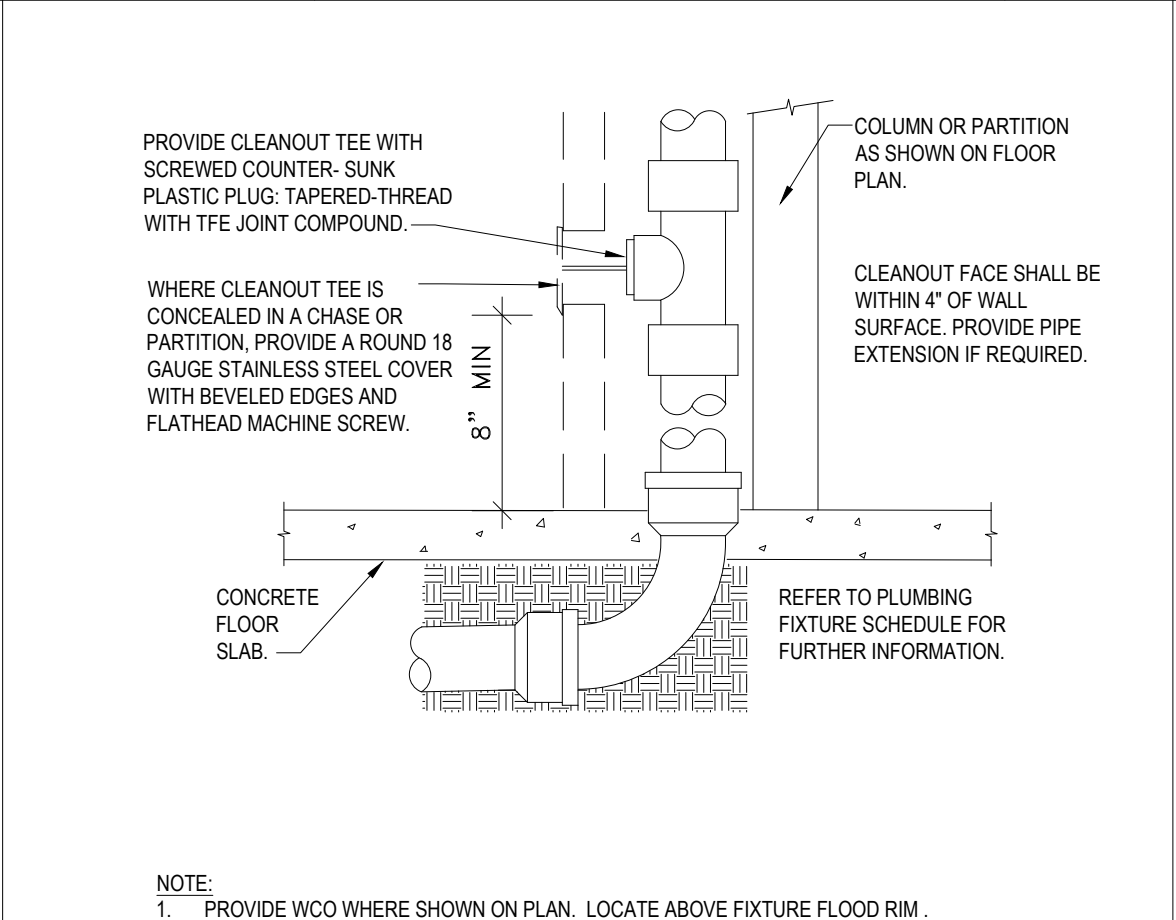 PROVIDE CLEANOUT TEE WITH
SCREWED COUNTER- SUNK
PLASTIC PLUG: TAPERED-THREAD
WITH TFE JOINT COMPOUND.
COLUMN OR PARTITION
AS SHOWN ON FLOOR
PLAN.
WHERE CLEANOUT TEE IS
CONCEALED IN A CHASE OR
PARTITION, PROVIDE A ROUND 18
GAUGE STAINLESS STEEL COVER
WITH BEVELED EDGES AND
FLATHEAD MACHINE SCREW.
8" MIN
CLEANOUT FACE SHALL BE
WITHIN 4" OF WALL
SURFACE. PROVIDE PIPE
EXTENSION IF REQUIRED.
CONCRETE
FLOOR
SLAB.
REFER TO PLUMBING
FIXTURE SCHEDULE FOR
FURTHER INFORMATION.
NOTE:
1. PROVIDE WCO WHERE SHOWN ON PLAN. LOCATE ABOVE FIXTURE FLOOD RIM .